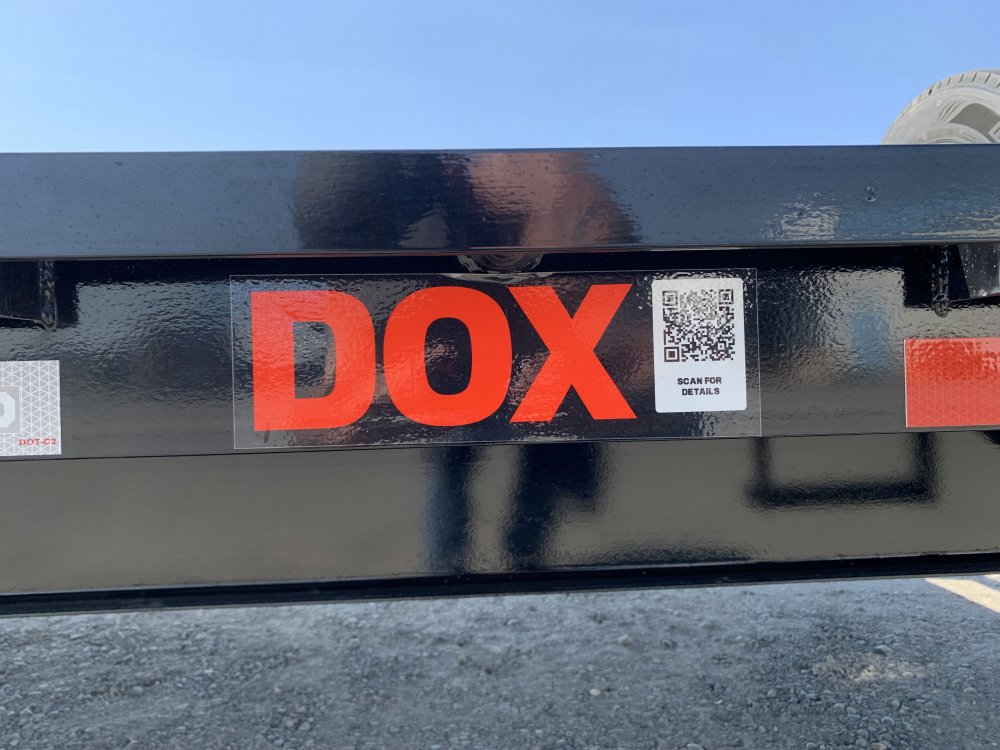 DOX
SCAN FOR
DETAILS
DOT-C2